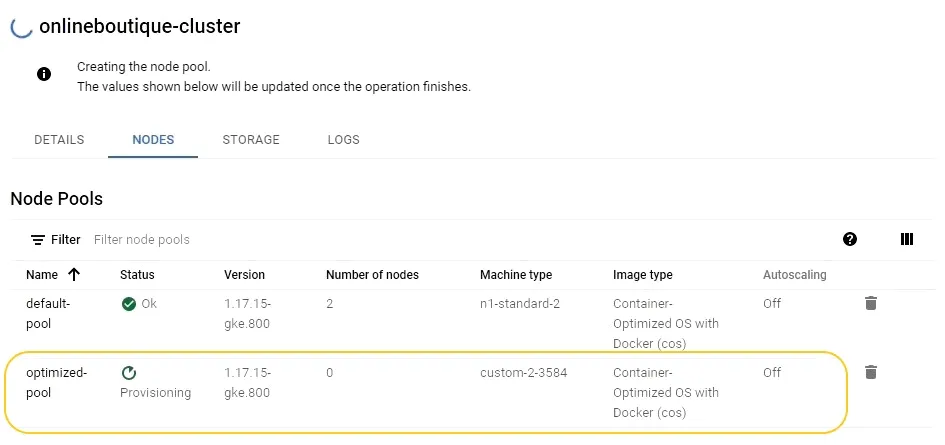 onlineboutique-cluster
Creating the node pool.
The values shown below will be updated once the operation finishes.
DETAILS NODES STORAGE LOGS
Node Pools
Filter Filter node pools
Name Status Version Number of nodes Machine type Image type Autoscaling
default- Ok 1.17.15- 2 n1-standard-2 Container- Off
pool gke.800 Optimized OS with
Docker (cos)
optimized- 1.17.15- 0 custom-2-3584 Container- Off
pool Provisioning gke.800 Optimized OS with
Docker (cos)